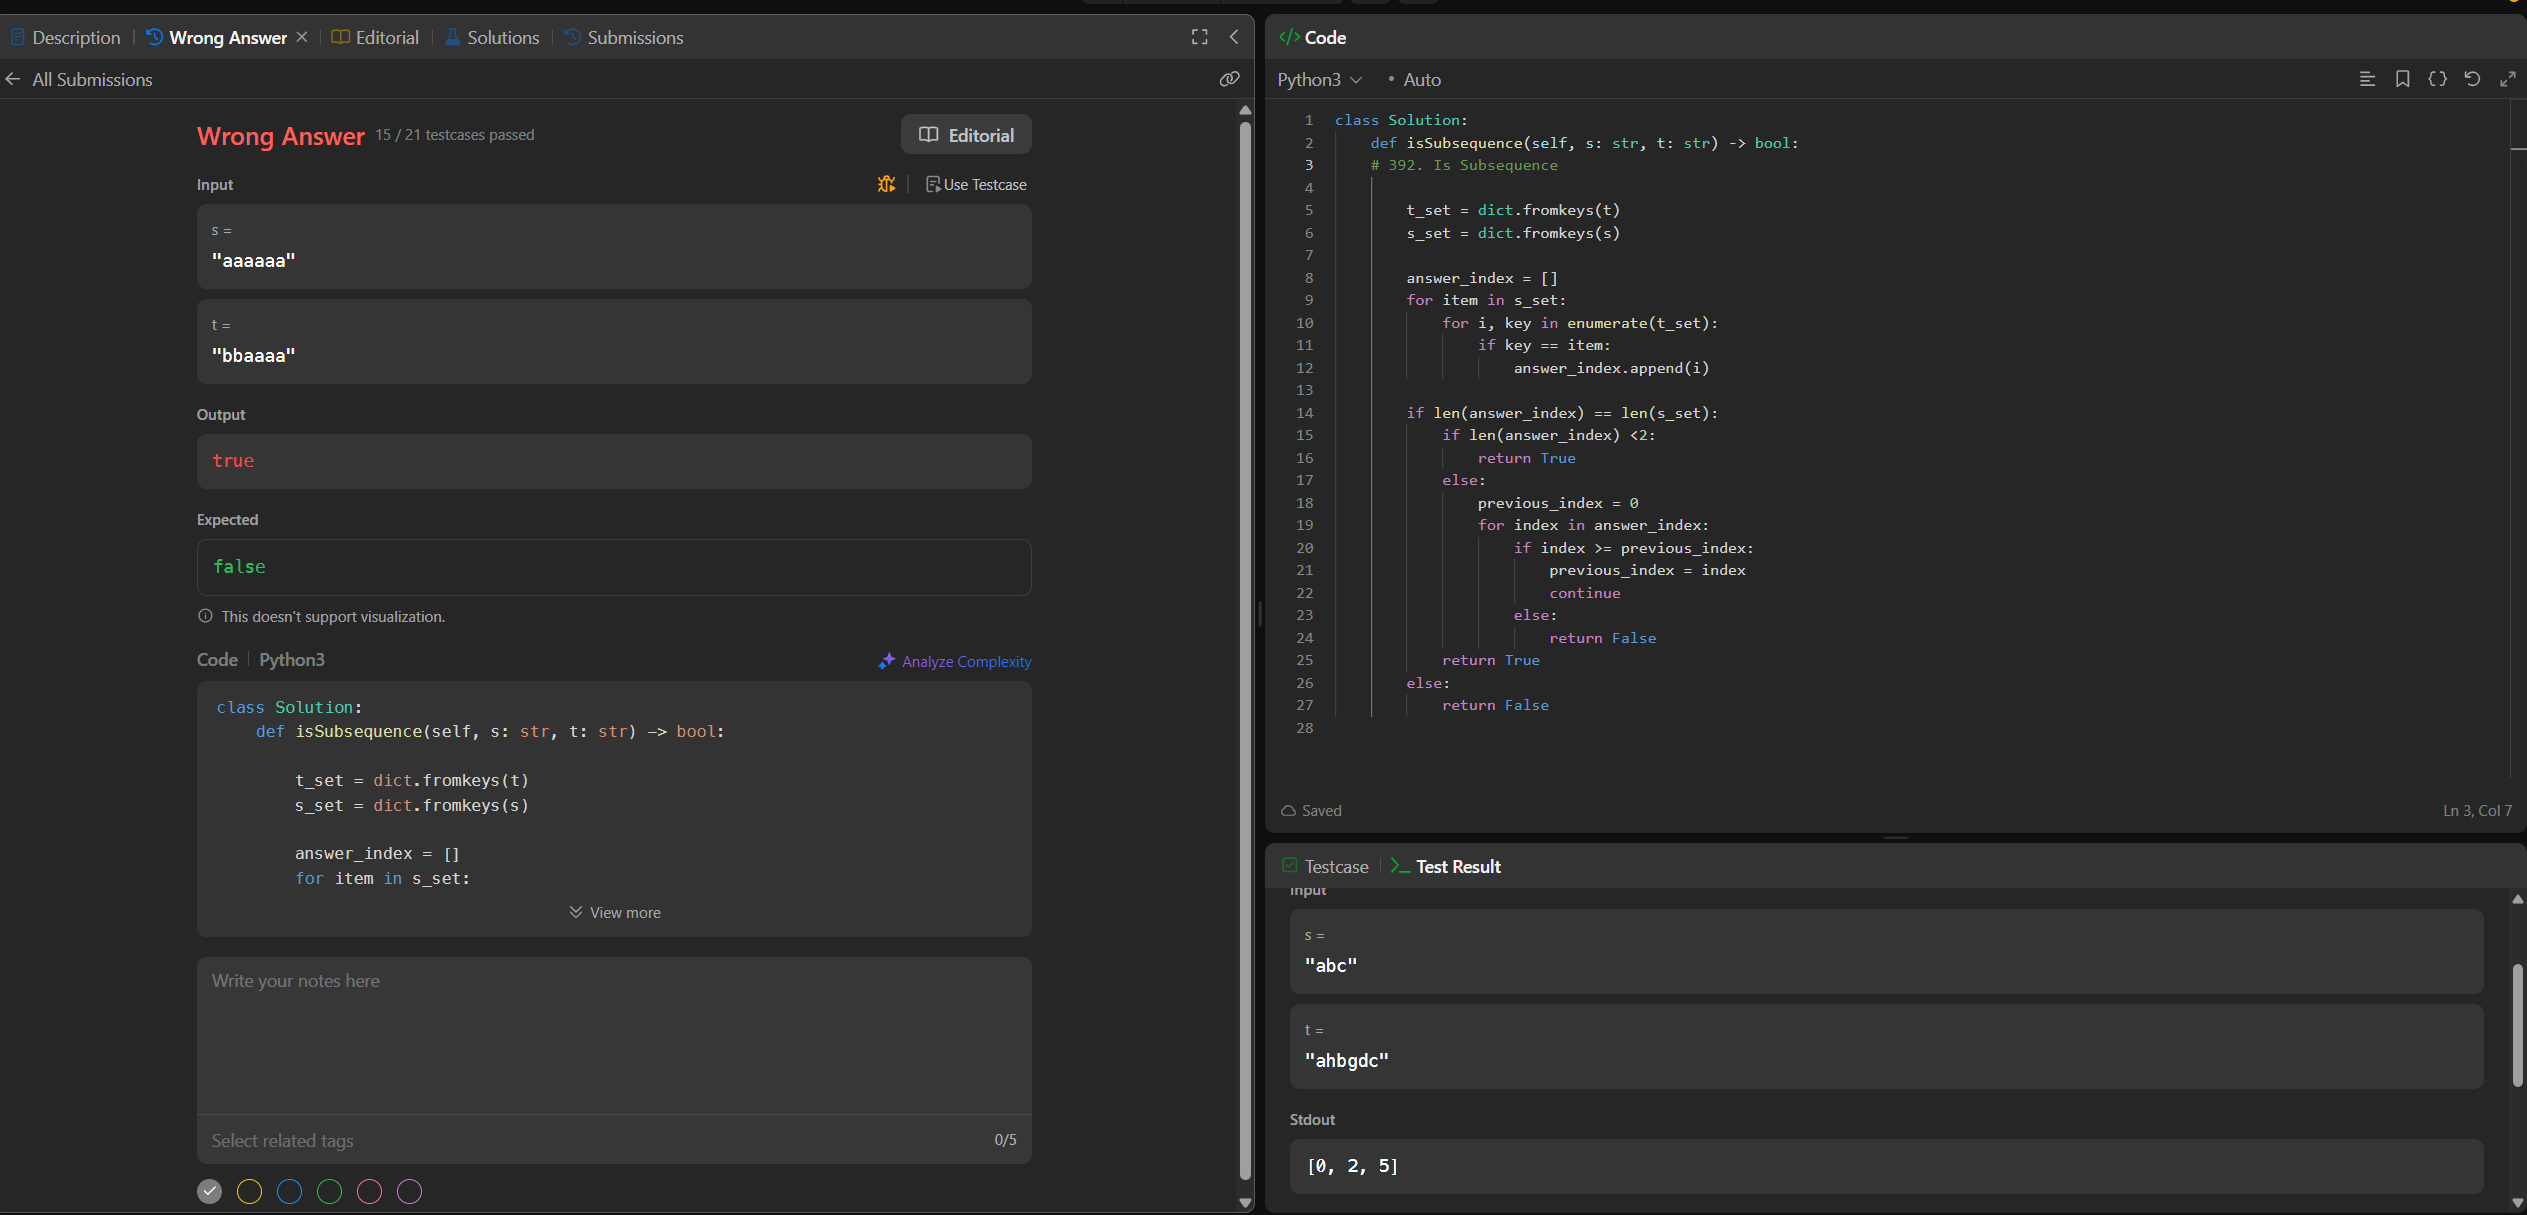 Description
Wrong Answer
Editorial
Solutions
Submissions
All Submissions
Wrong Answer 15 / 21 testcases passed
Editorial
Input
Use Testcase
s =
"aaaaaa"
t =
"bbaaaa"
Output
true
Expected
false
This doesn't support visualization.
Code | Python3
Analyze Complexity
class Solution:
    def isSubsequence(self, s: str, t: str) -> bool:
        t_set = dict.fromkeys(t)
        s_set = dict.fromkeys(s)
        answer_index = []
        for item in s_set:
View more
Write your notes here
Select related tags
0/5
</> Code
Python3
• Auto
1 class Solution:
2     def isSubsequence(self, s: str, t: str) -> bool:
3     # 392. Is Subsequence
4
5         t_set = dict.fromkeys(t)
6         s_set = dict.fromkeys(s)
7
8         answer_index = []
9         for item in s_set:
10             for i, key in enumerate(t_set):
11                 if key == item:
12                     answer_index.append(i)
13
14         if len(answer_index) == len(s_set):
15             if len(answer_index) <2:
16                 return True
17             else:
18                 previous_index = 0
19                 for index in answer_index:
20                     if index >= previous_index:
21                         previous_index = index
22                         continue
23                     else:
24                         return False
25             return True
26         else:
27             return False
28
Saved
Ln 3, Col 7
Testcase
Test Result
Input
s =
"abc"
t =
"ahbgdc"
Stdout
[0, 2, 5]